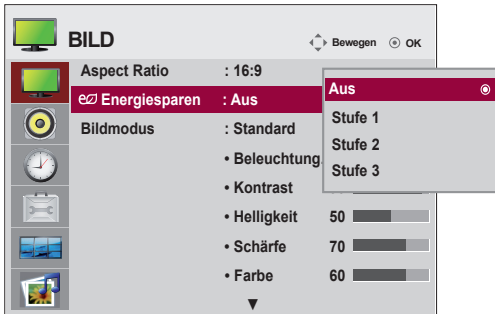 BILD
Bewegen OK
Aspect Ratio : 16:9
Energiesparen : Aus
Bildmodus : Standard
• Beleuchtung
• Kontrast
• Helligkeit 50
• Schärfe 70
• Farbe 60
Aus
Stufe 1
Stufe 2
Stufe 3